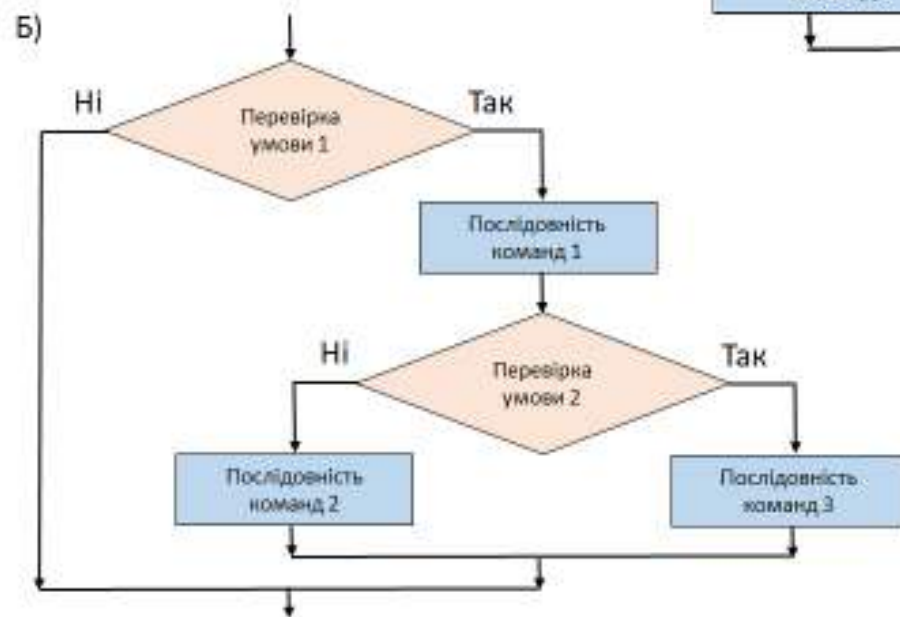 Б)
Ні
Так
Перевірка
умови 1
Послідовність
команд 1
Ні
Так
Перевірка
умови 2
Послідовність
команд 2
Послідовність
команд 3